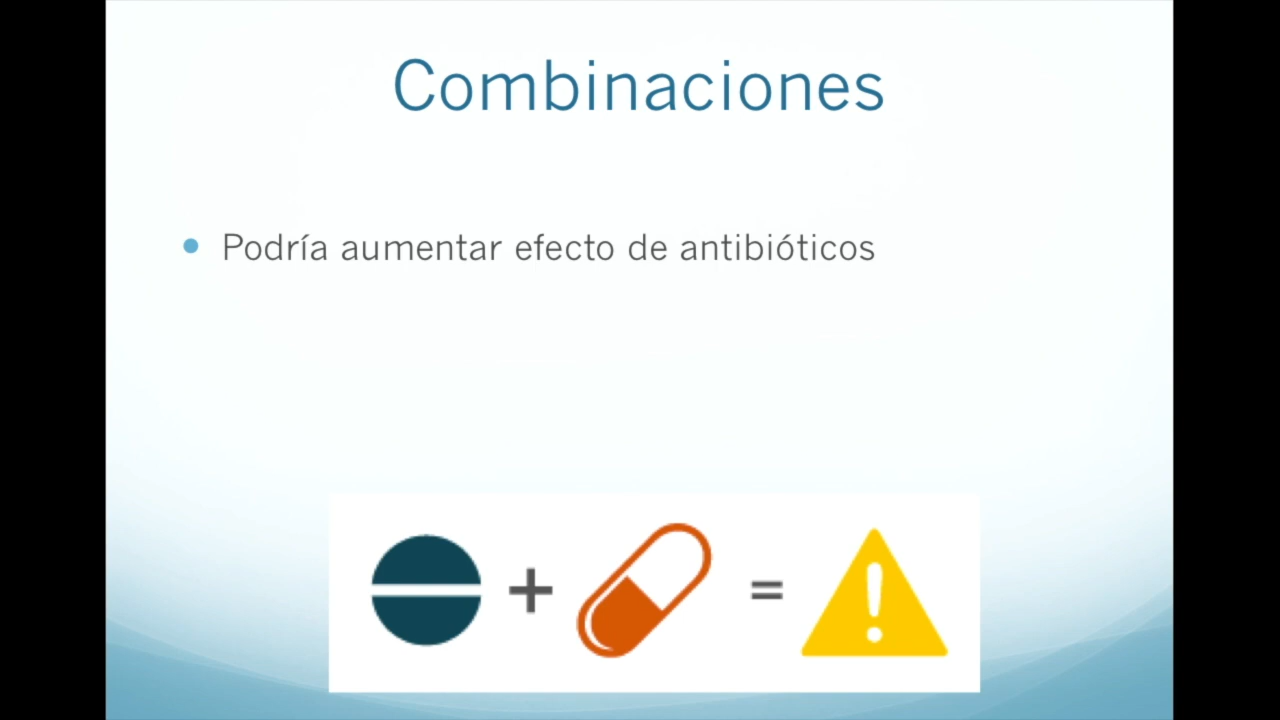 Combinaciones
Podría aumentar efecto de antibióticos
+ =